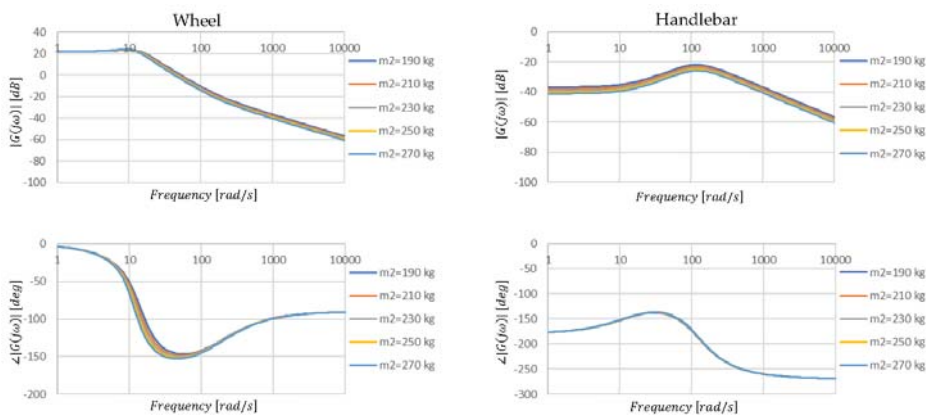 Wheel
40
20
0
-20
-40
-60
-80
-100
1 10 100 1000 10000
|G(jω)| [dB]
Frequency [rad/s]
m2=190 kg
m2=210 kg
m2=230 kg
m2=250 kg
m2=270 kg
Handlebar
0
-20
-40
-60
-80
-100
1 10 100 1000 10000
|G(jω)| [dB]
Frequency [rad/s]
m2=190 kg
m2=210 kg
m2=230 kg
m2=250 kg
m2=270 kg
0
-50
-100
-150
-200
1 10 100 1000 10000
∠|G(jω)| [deg]
Frequency [rad/s]
m2=190 kg
m2=210 kg
m2=230 kg
m2=250 kg
m2=270 kg
0
-50
-100
-150
-200
-250
-300
1 10 100 1000 10000
∠|G(jω)| [deg]
Frequency [rad/s]
m2=190 kg
m2=210 kg
m2=230 kg
m2=250 kg
m2=270 kg